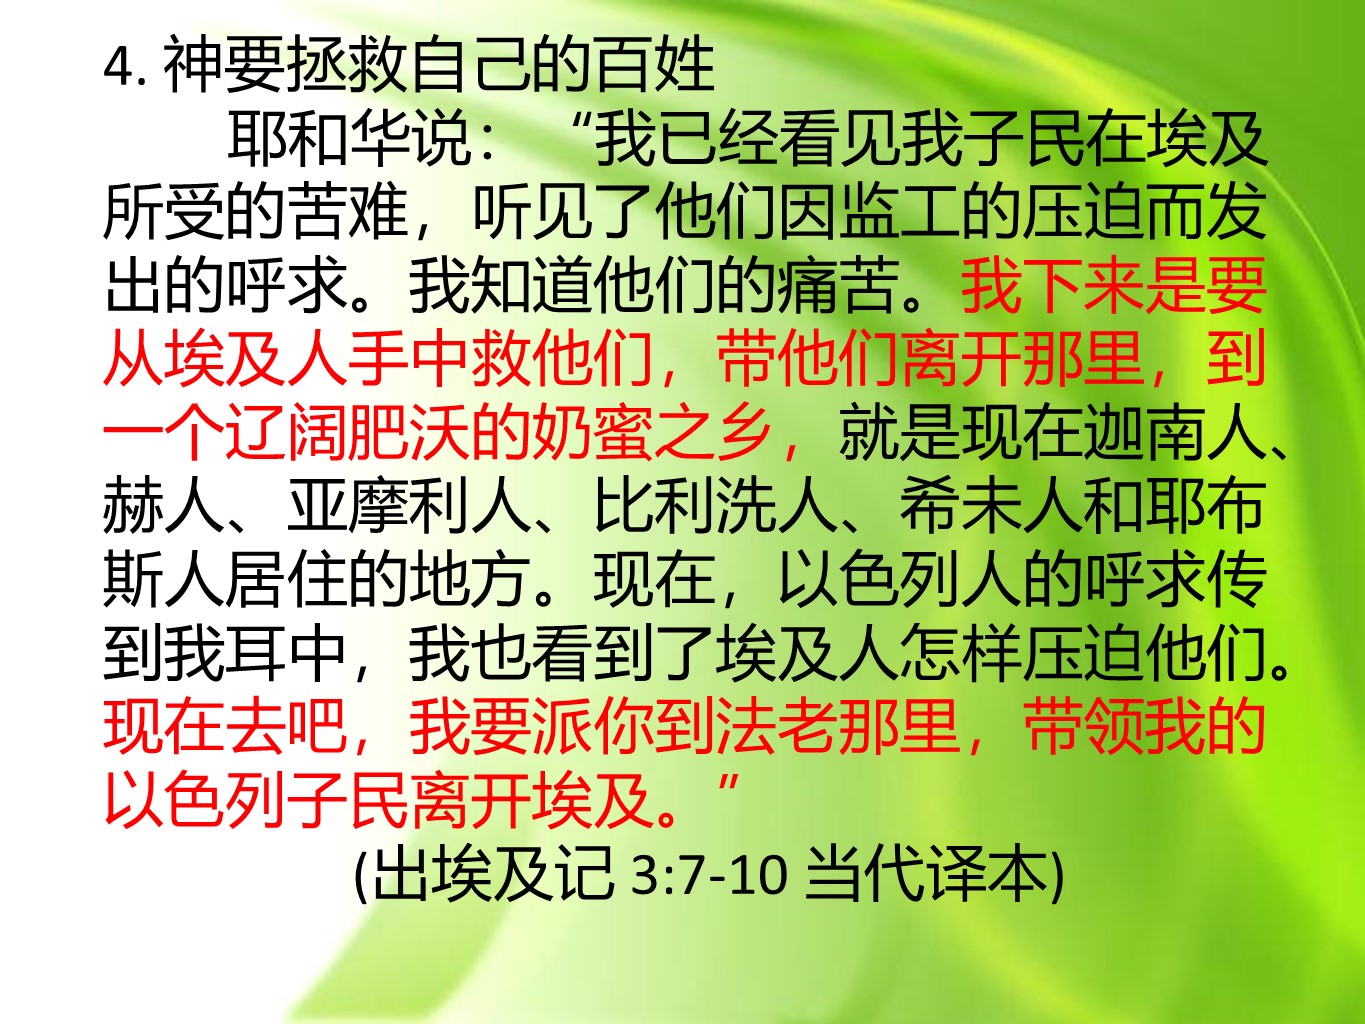 4. 神要拯救自己的百姓
耶和华说：“我已经看见我子民在埃及
所受的苦难，听见了他们因监工的压迫而发
出的呼求。我知道他们的痛苦。我下来是要
从埃及人手中救他们，带他们离开那里，到
一个辽阔肥沃的奶蜜之乡，就是现在迦南人、
赫人、亚摩利人、比利洗人、希未人和耶布
斯人居住的地方。现在，以色列人的呼求传
到我耳中，我也看到了埃及人怎样压迫他们。
现在去吧，我要派你到法老那里，带领我的
以色列子民离开埃及。”
(出埃及记 3:7-10 当代译本)